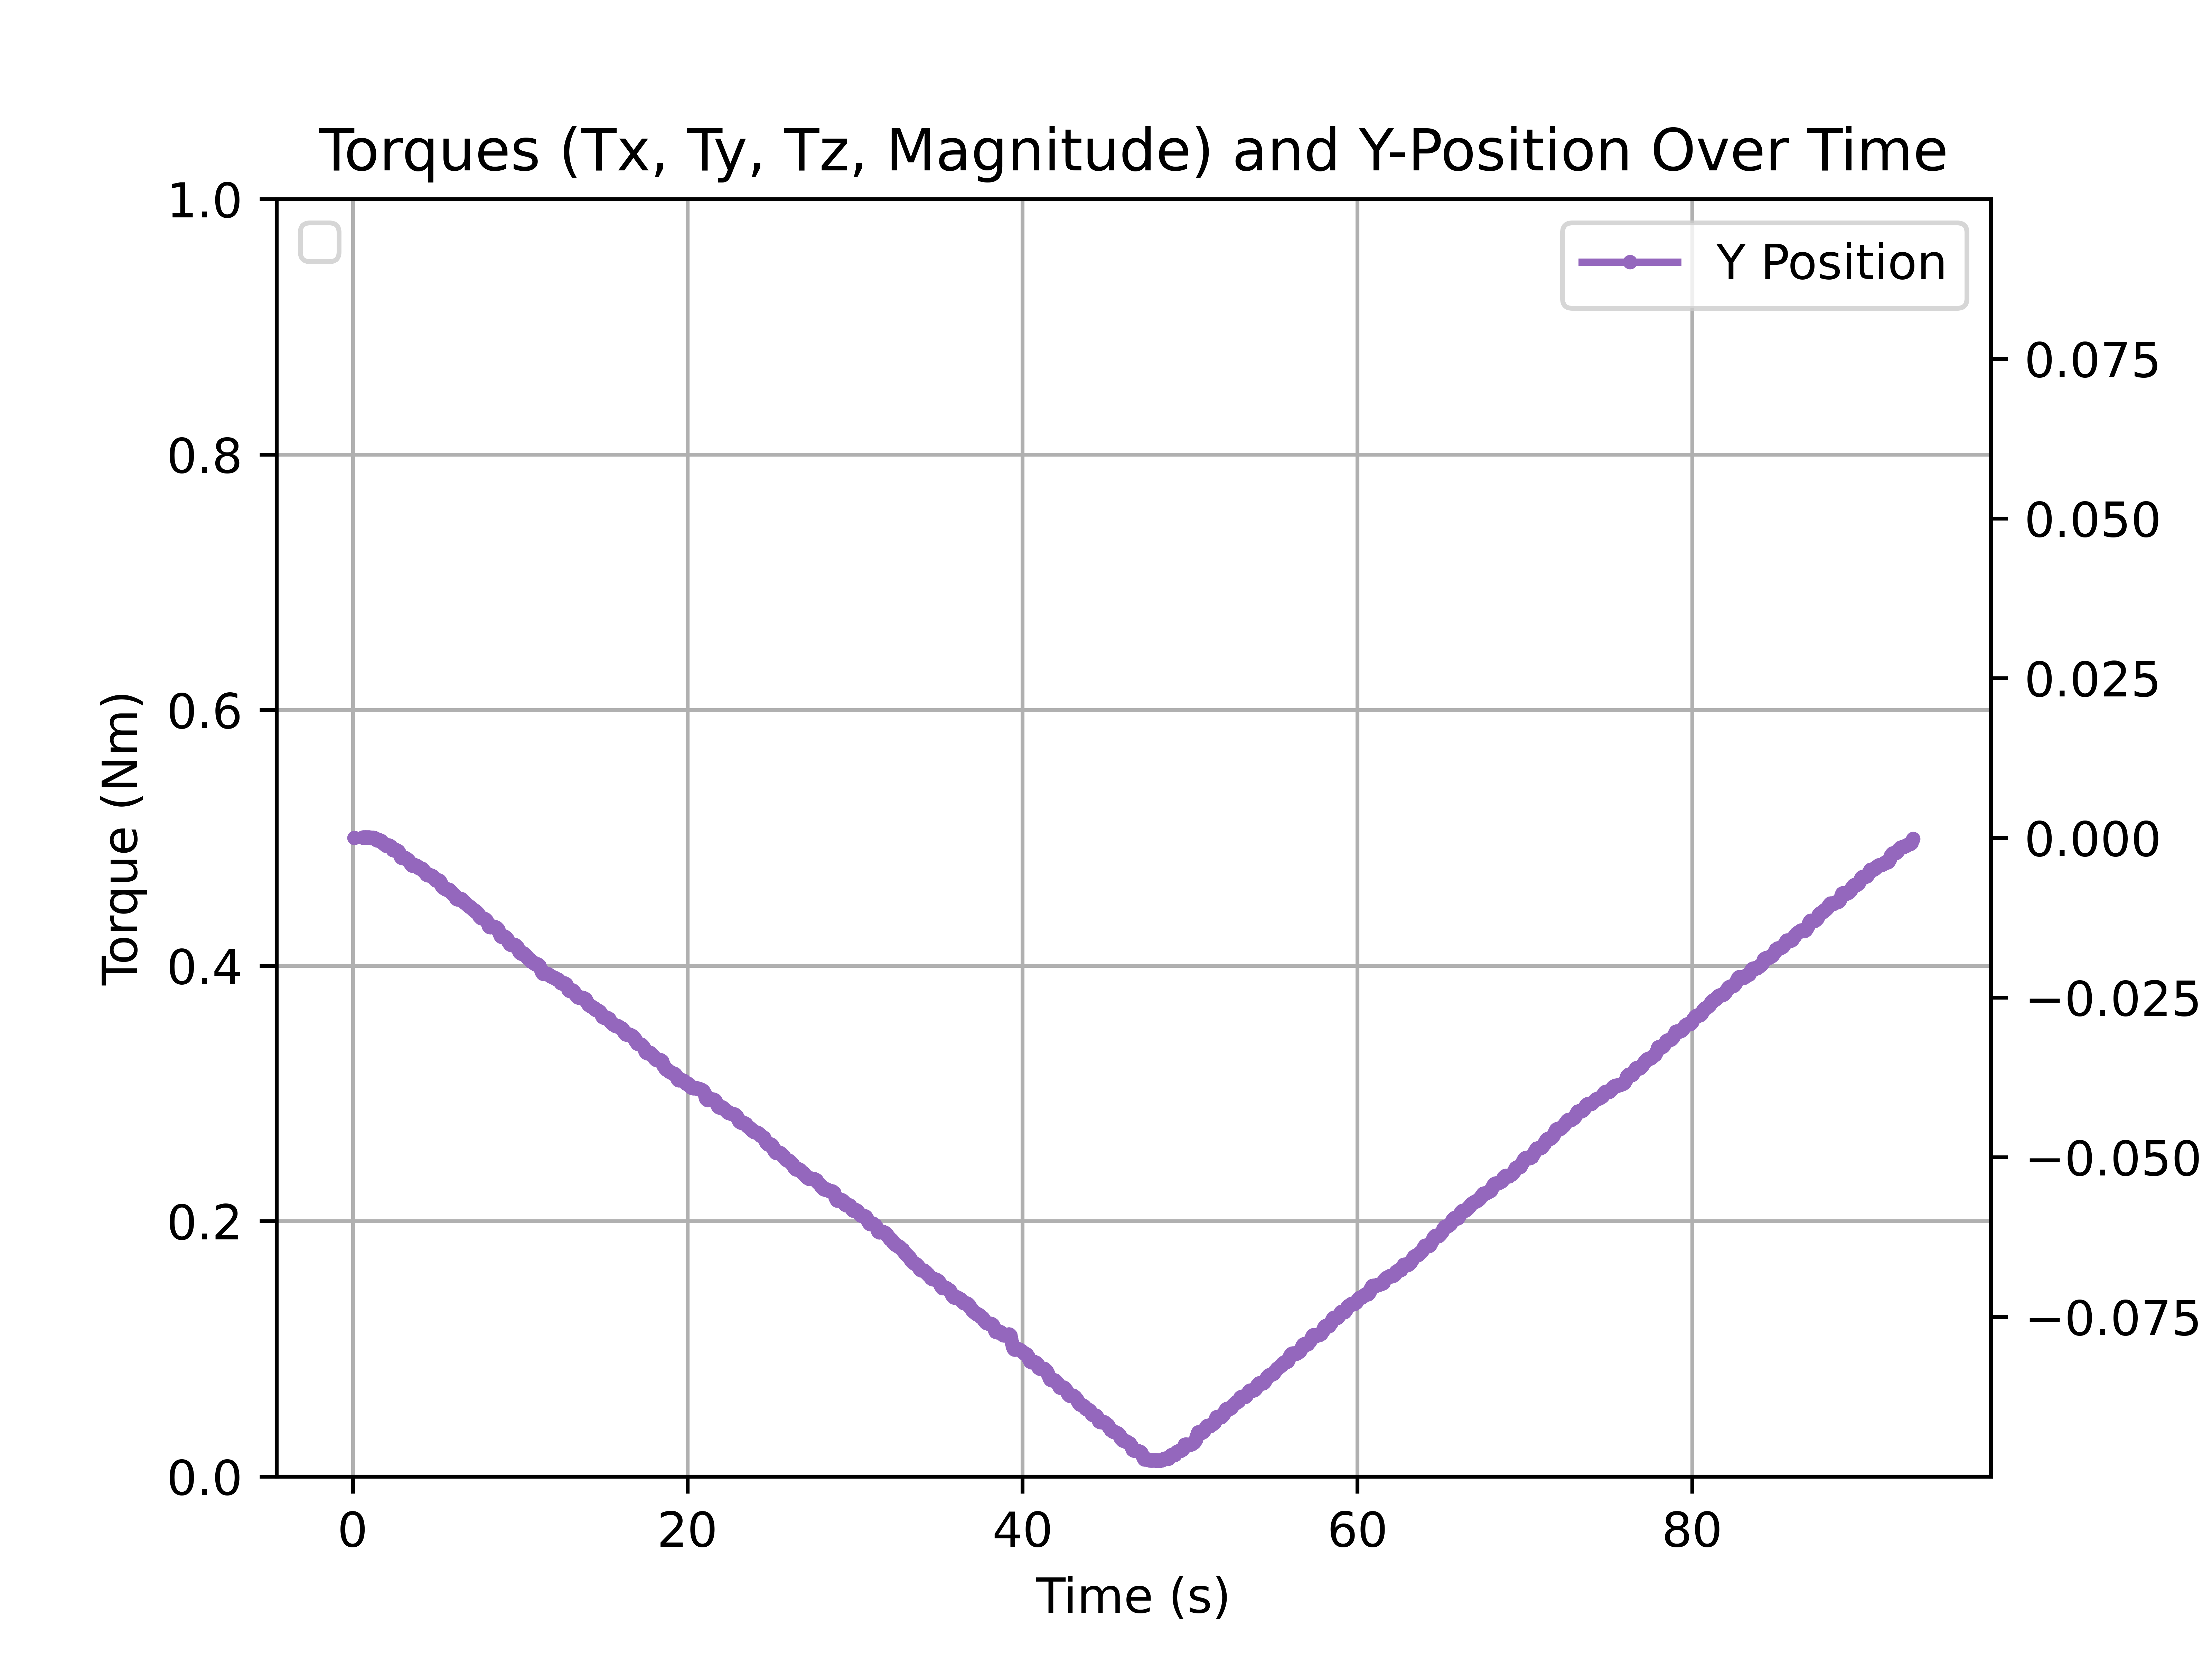 Torques (Tx, Ty, Tz, Magnitude) and Y-Position Over Time
Y Position
Torque (Nm)
1.0
0.8
0.6
0.4
0.2
0.0
0.075
0.050
0.025
0.000
−0.025
−0.050
−0.075
0 20 40 60 80
Time (s)